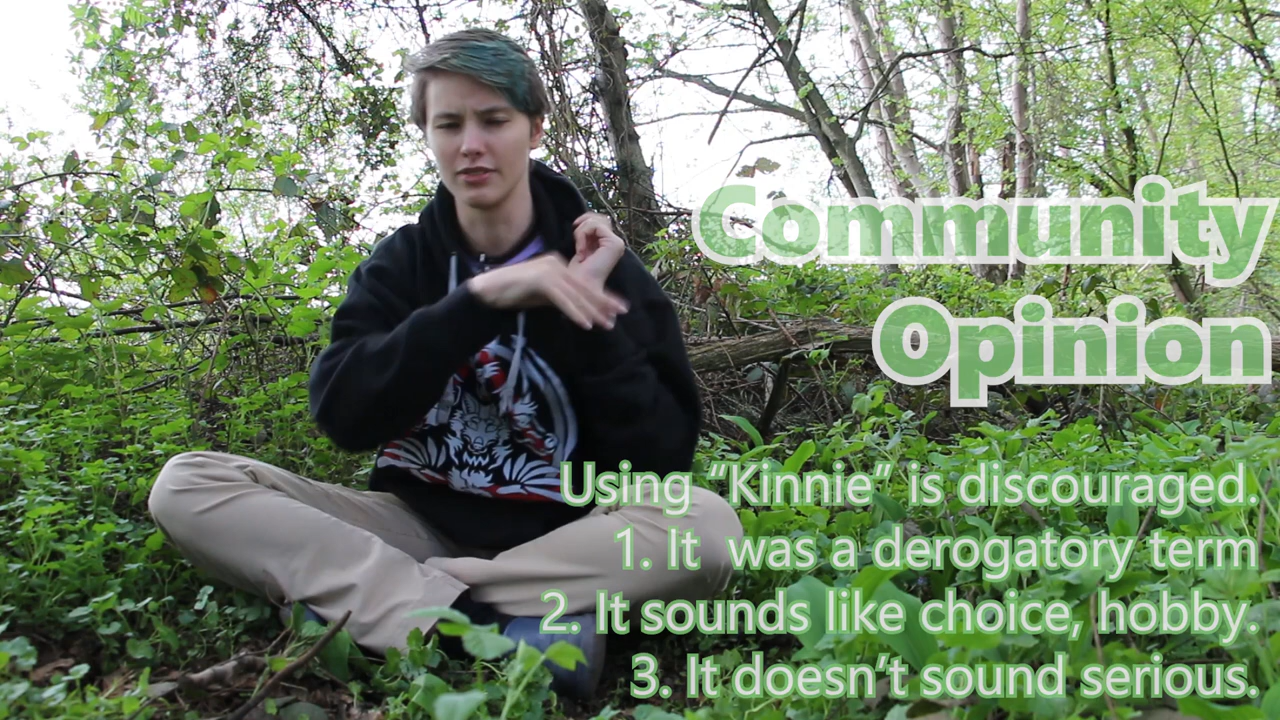 Community
Opinion
Using “Kinnie” is discouraged.
1. It was a derogatory term
2. It sounds like choice, hobby.
3. It doesn’t sound serious.